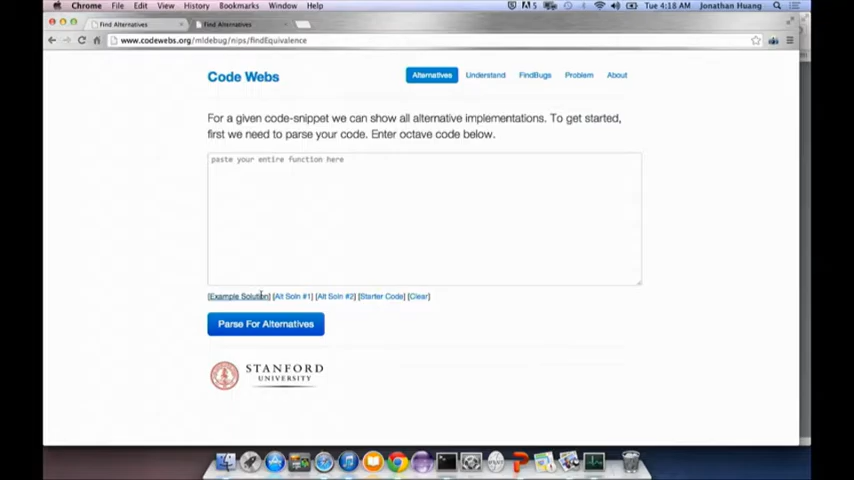 Chrome File Edit View History Bookmarks Window Help Tue 4:18 AM Jonathan Huang
Find Alternatives Find Alternatives
www.codewebs.org/mldebug/nips/findEquivalence
Code Webs Alternatives Understand FindBugs Problem About
For a given code-snippet we can show all alternative implementations. To get started,
first we need to parse your code. Enter octave code below.
paste your entire function here
[Example Solution] [Alt Soln #1] [Alt Soln #2] [Starter Code] [Clear]
Parse For Alternatives
STANFORD
UNIVERSITY